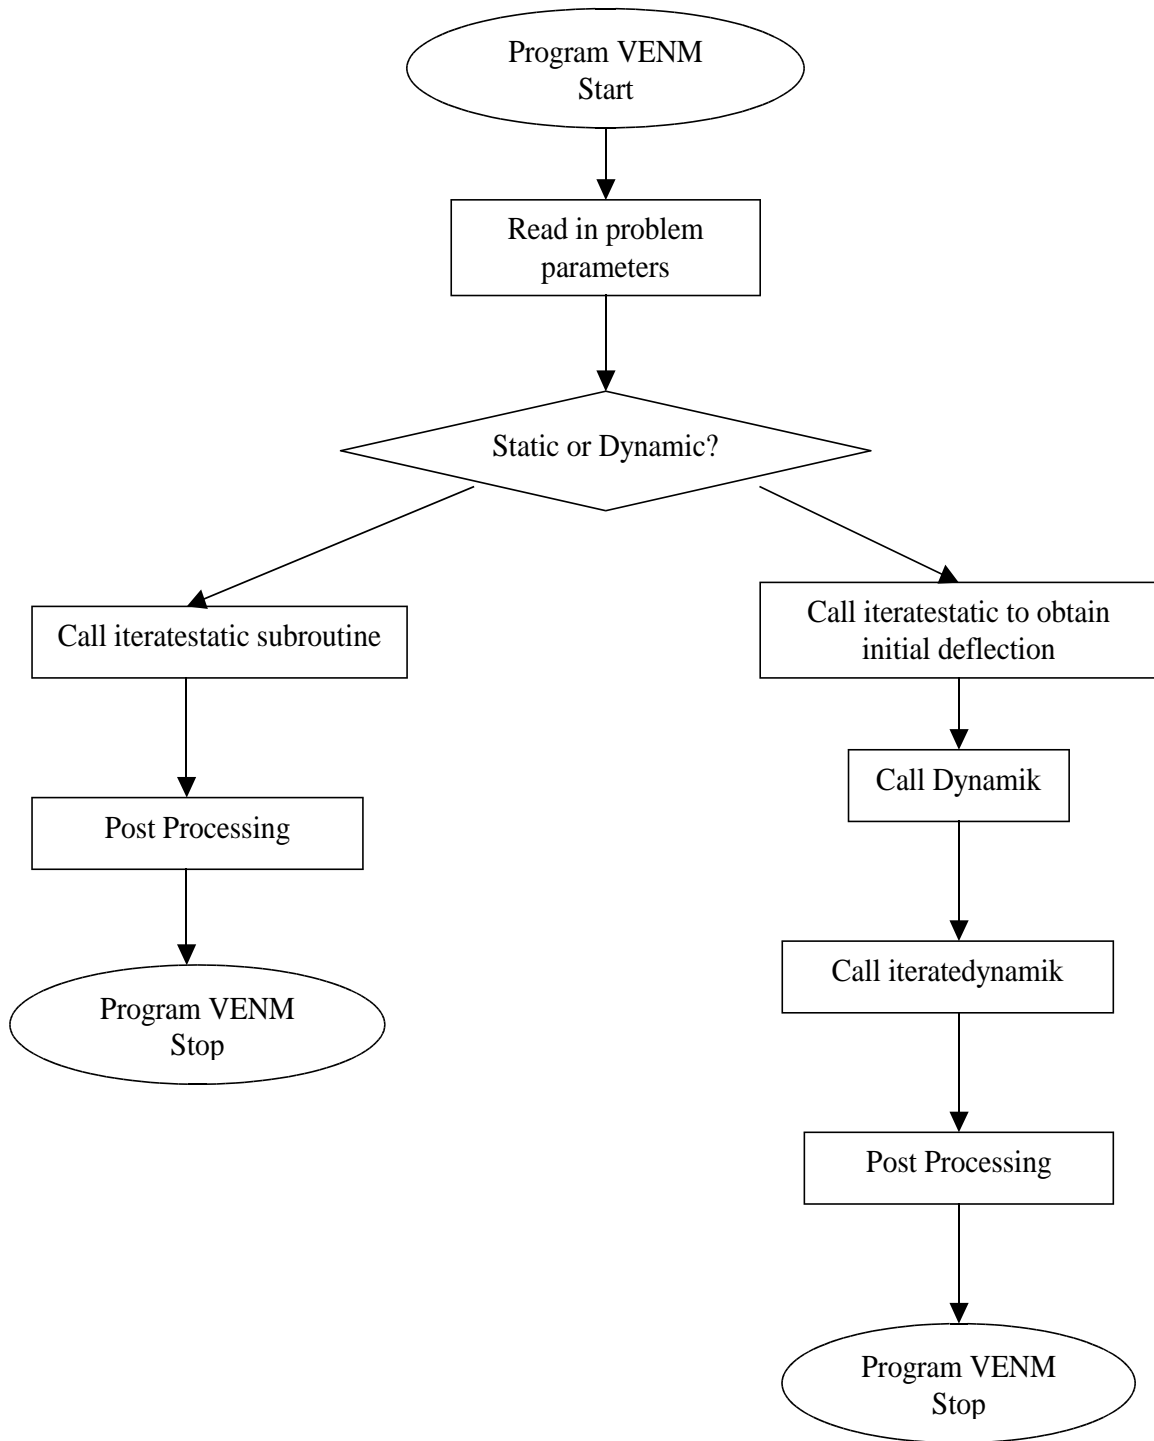 Program VENM
Start
Read in problem
parameters
Static or Dynamic?
Call iteratestatic subroutine
Post Processing
Program VENM
Stop
Call iteratestatic to obtain
initial deflection
Call Dynamik
Call iteratedynamik
Post Processing
Program VENM
Stop